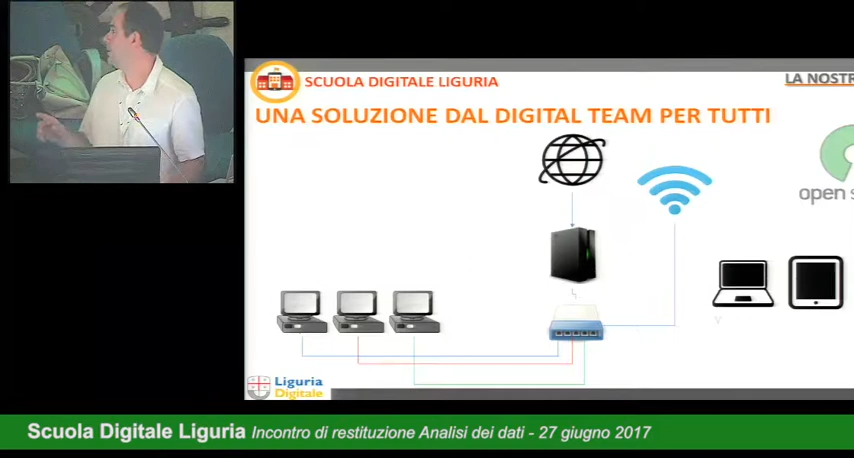 SCUOLA DIGITALE LIGURIA
LA NOSTR
UNA SOLUZIONE DAL DIGITAL TEAM PER TUTTI
open s
Liguria
Digitale
Scuola Digitale Liguria Incontro di restituzione Analisi dei dati - 27 giugno 2017